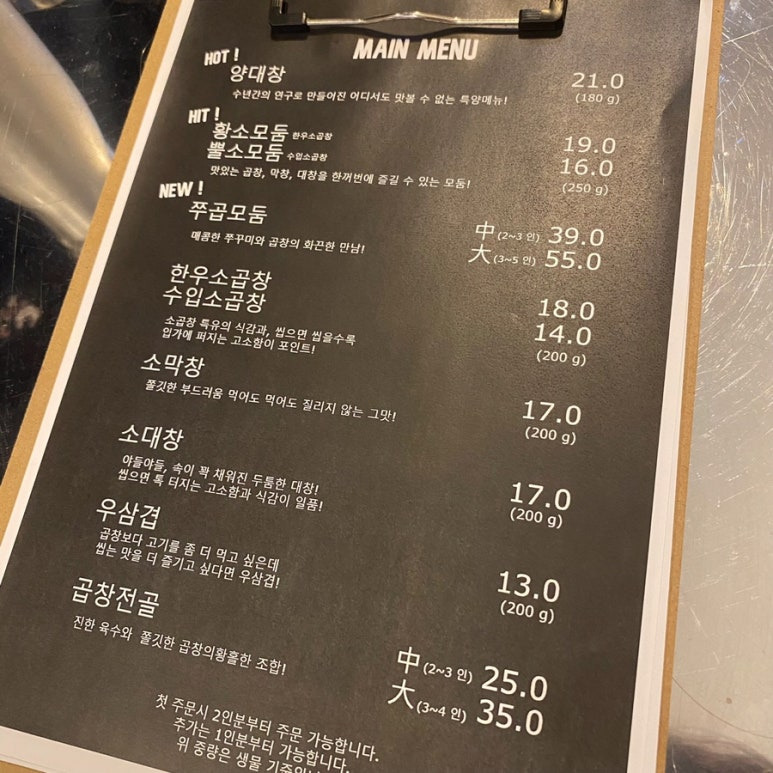 MAIN MENU
HOT !
양대창 21.0
수년간의 연구로 만들어진 어디서도 맛볼 수 없는 특양메뉴! (180 g)
HIT !
황소모둠 한우소곱창 19.0
뿔소모둠 수입소곱창 16.0
맛있는 곱창, 막창, 대창을 한꺼번에 즐길 수 있는 모둠! (250 g)
NEW !
쭈곱모둠 中 (2~3 인) 39.0
매콤한 쭈꾸미와 곱창의 화끈한 만남! 大 (3~5 인) 55.0
한우소곱창 18.0
수입소곱창 14.0
소곱창 특유의 식감과, 씹으면 씹을수록 (200 g)
입가에 퍼지는 고소함이 포인트!
소막창 17.0
쫄깃한 부드러움 먹어도 먹어도 질리지 않는 그맛! (200 g)
소대창 17.0
아들야들, 속이 꽉 채워진 두툼한 대창! (200 g)
씹으면 톡 터지는 고소함과 식감이 일품!
우삼겹 13.0
곱창보다 고기를 좀 더 먹고 싶은데 (200 g)
씹는 맛을 더 즐기고 싶다면 우삼겹!
곱창전골 中 (2~3 인) 25.0
진한 육수와 쫄깃한 곱창의황홀한 조합! 大 (3~4 인) 35.0
첫 주문시 2인분부터 주문 가능합니다.
추가는 1인분부터 가능합니다.
위 중량은 생물